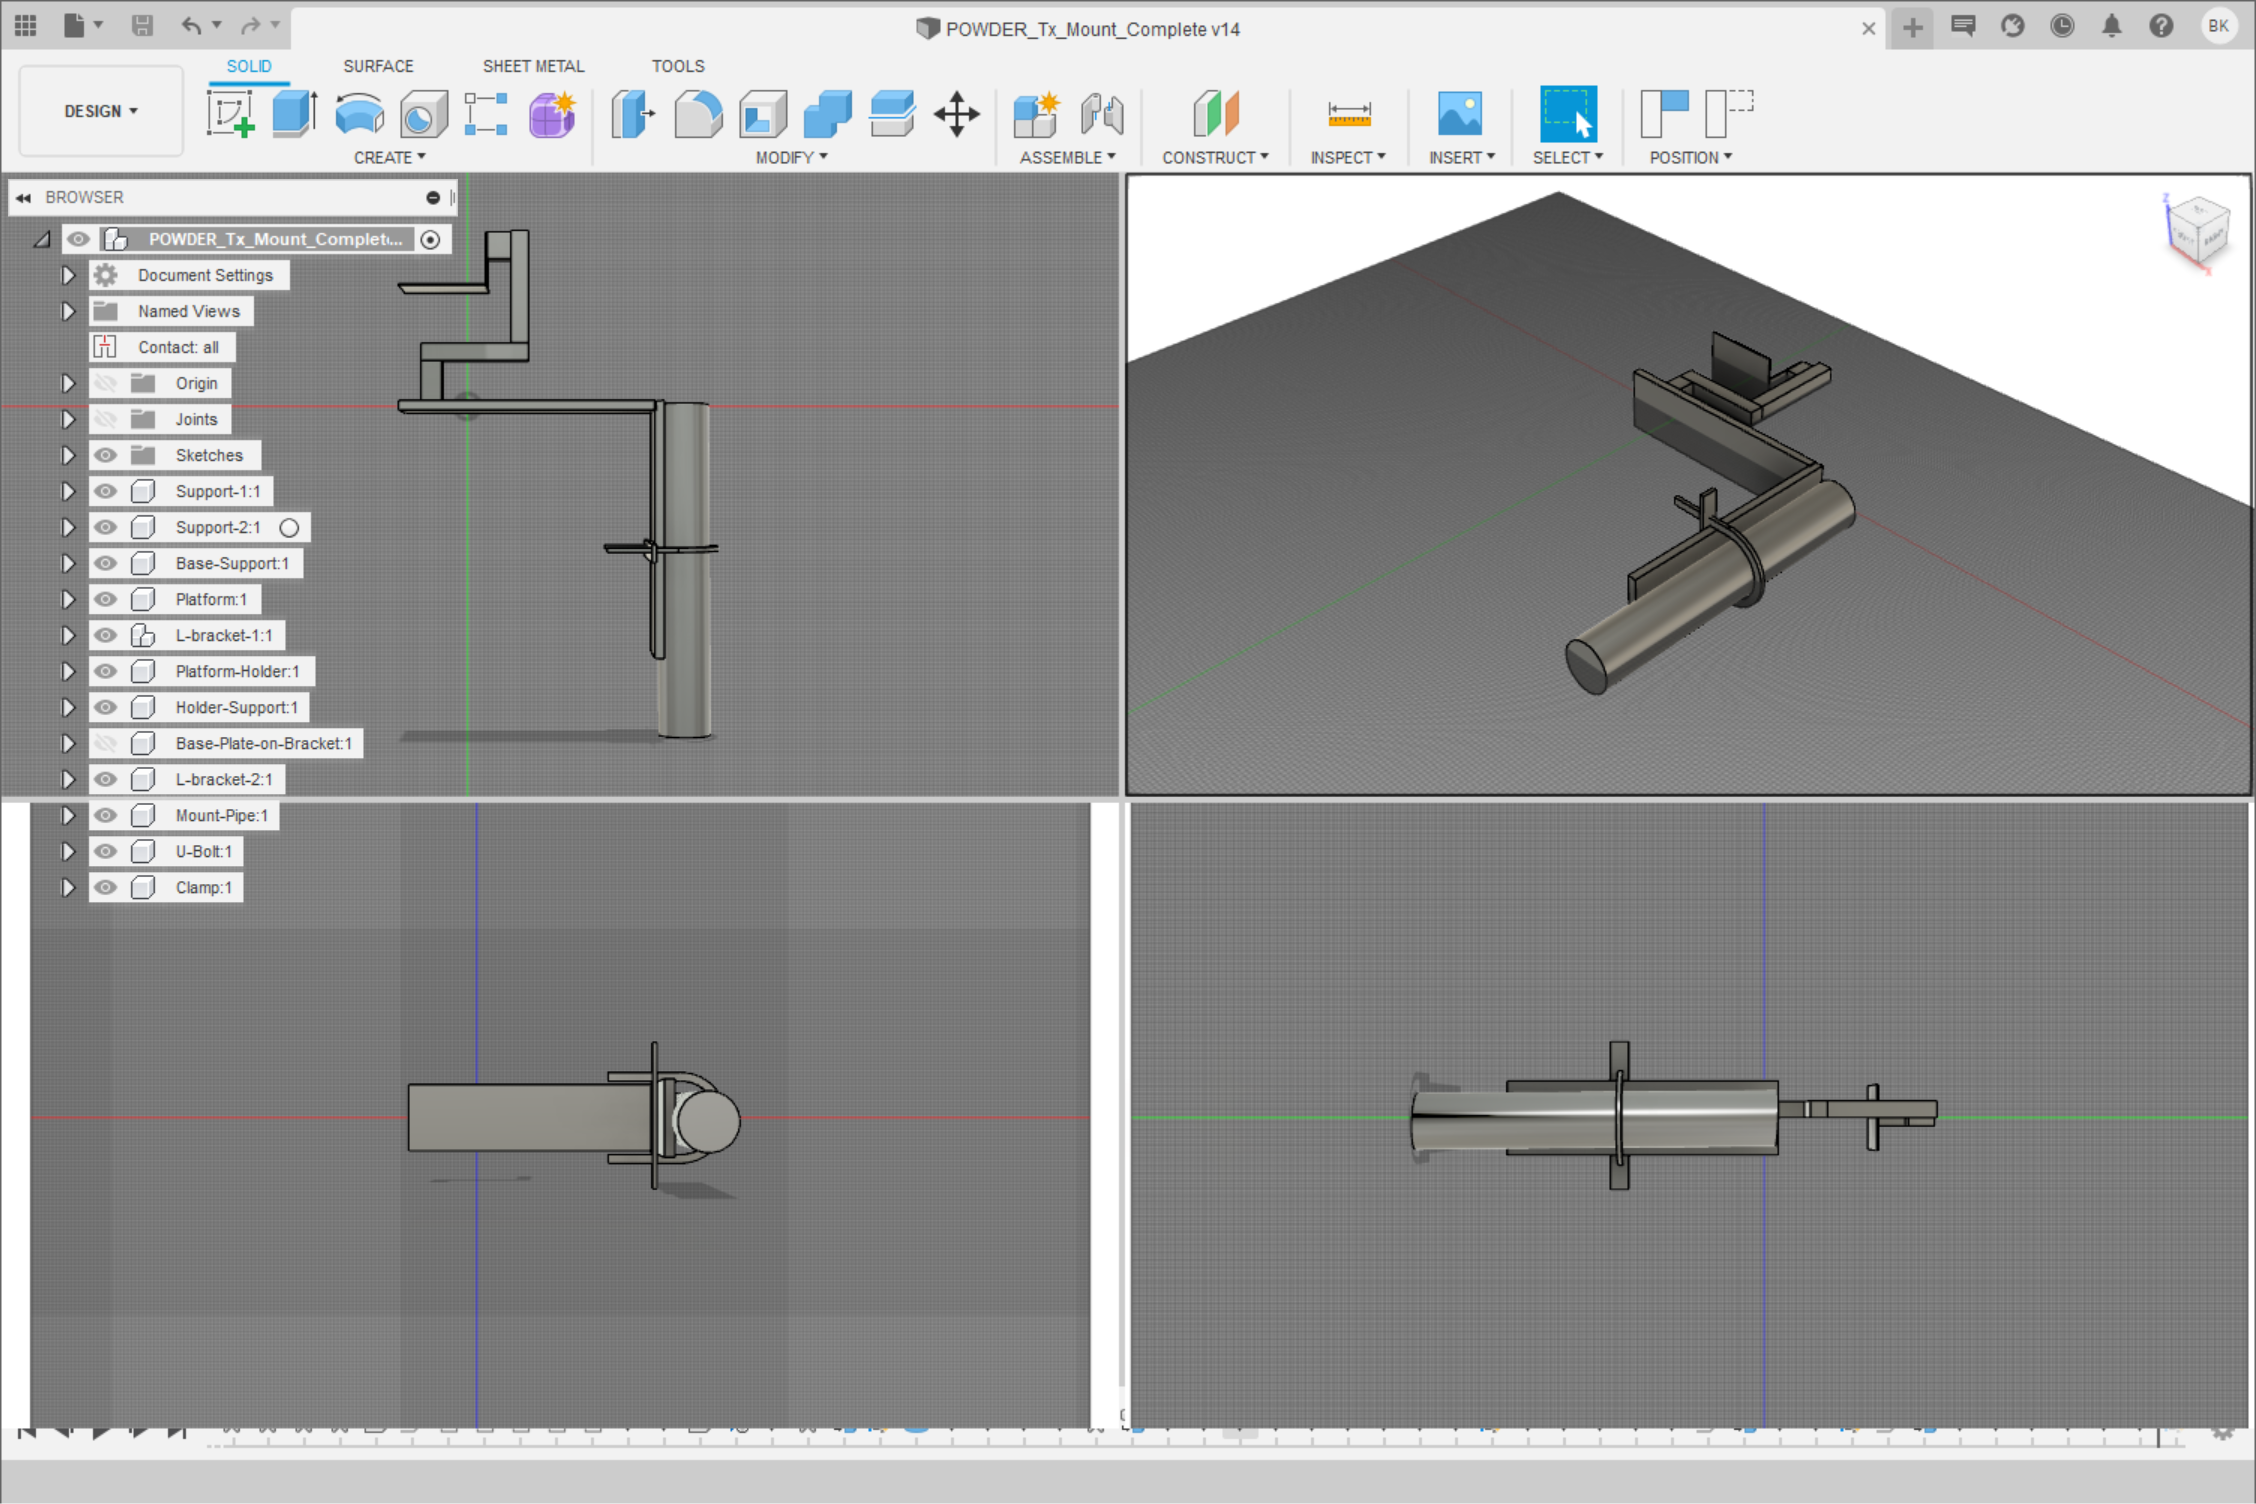 POWDER_Tx_Mount_Complete v14
BK
SOLID
SURFACE
SHEET METAL
TOOLS
DESIGN
CREATE
MODIFY
ASSEMBLE
CONSTRUCT
INSPECT
INSERT
SELECT
POSITION
BROWSER
POWDER_Tx_Mount_Complet...
Document Settings
Named Views
Contact: all
Origin
Joints
Sketches
Support-1:1
Support-2:1
Base-Support:1
Platform:1
L-bracket-1:1
Platform-Holder:1
Holder-Support:1
Base-Plate-on-Bracket:1
L-bracket-2:1
Mount-Pipe:1
U-Bolt:1
Clamp:1
Z
X